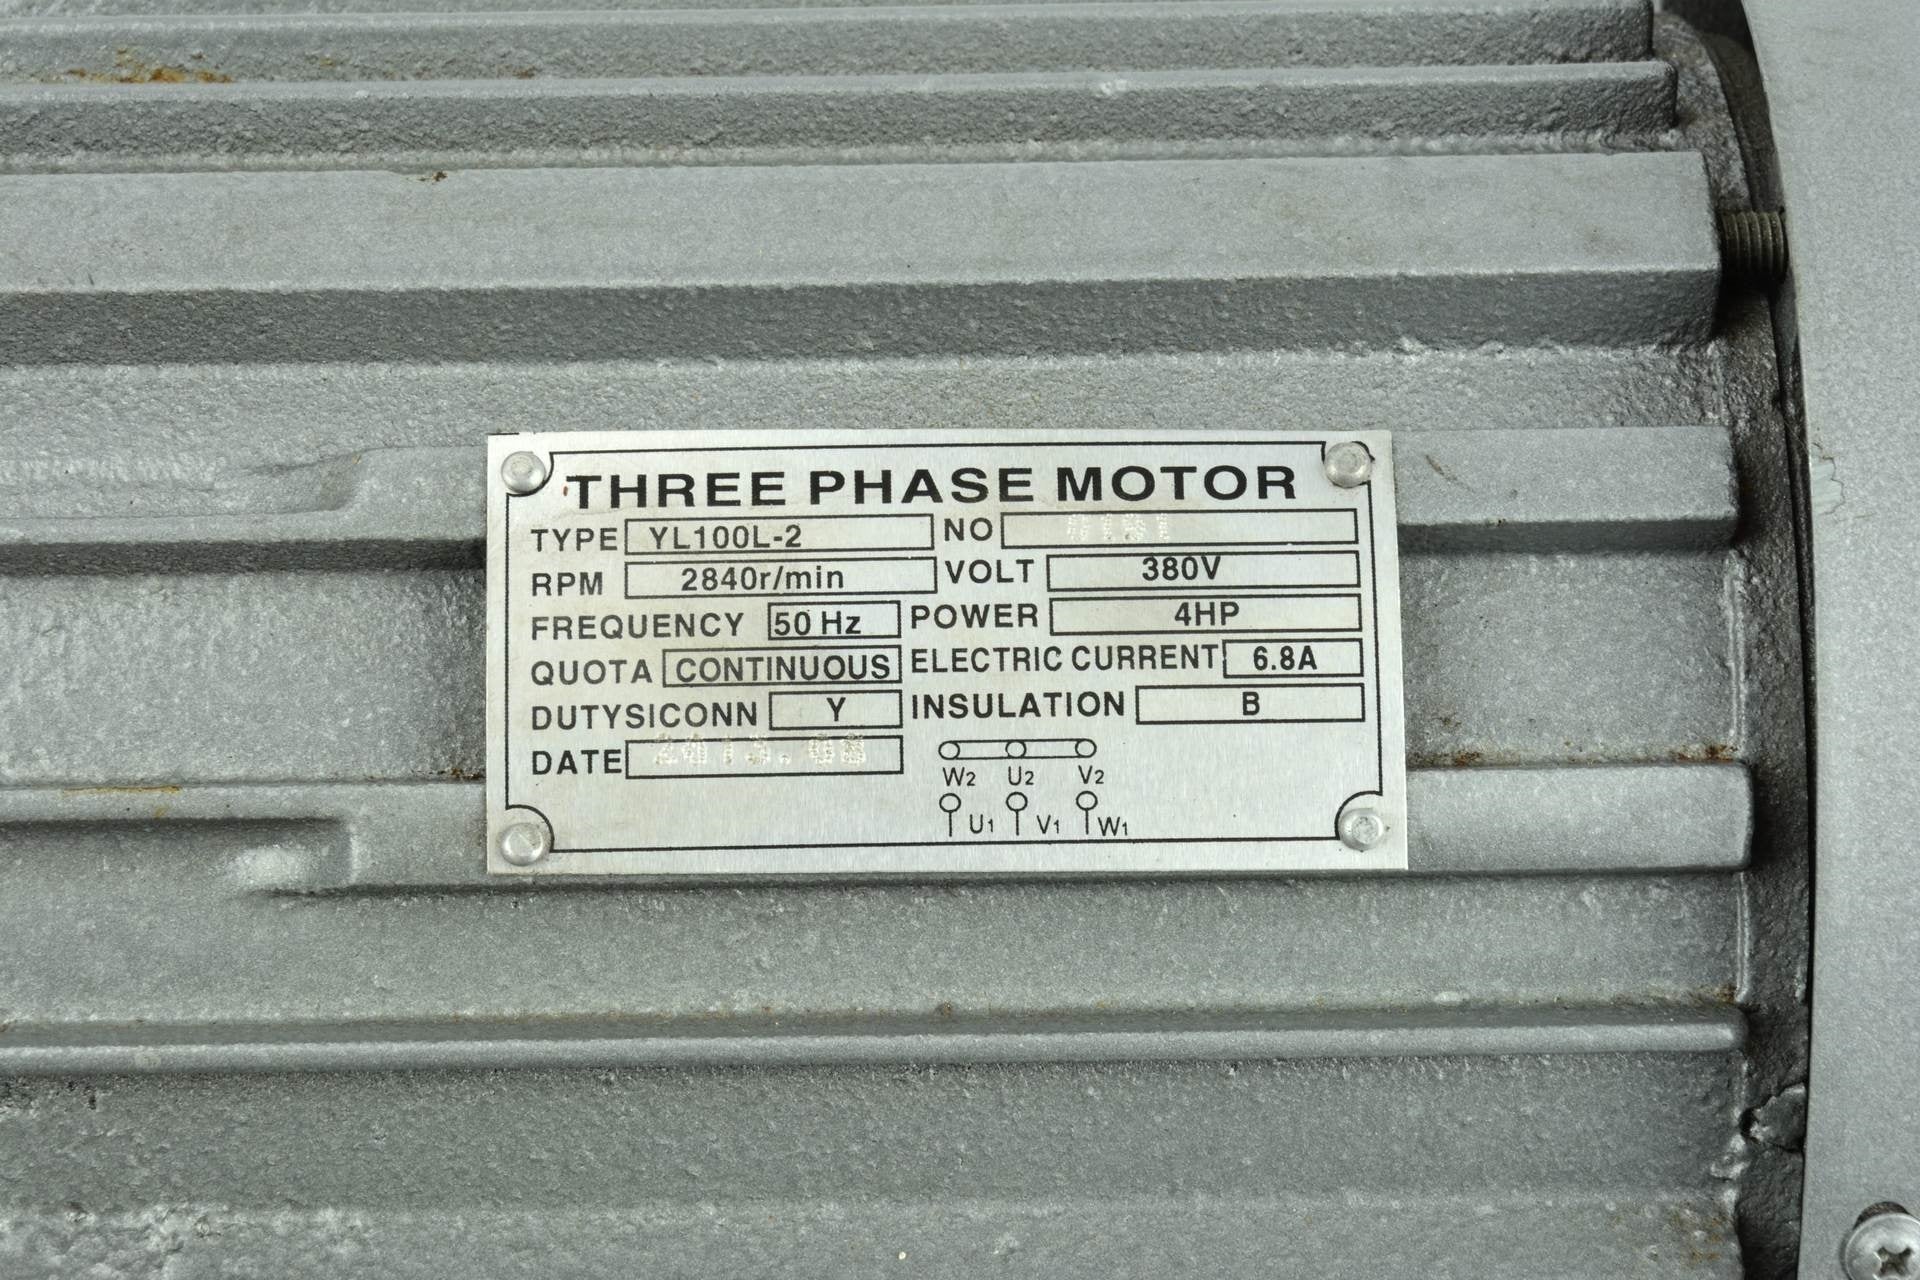 THREE PHASE MOTOR
TYPE YL100L-2 NO
RPM 2840r/min VOLT 380V
FREQUENCY 50 Hz POWER 4HP
QUOTA CONTINUOUS ELECTRIC CURRENT 6.8A
DUTYSICONN Y INSULATION B
DATE
W2 U2 V2
U1 V1 W1